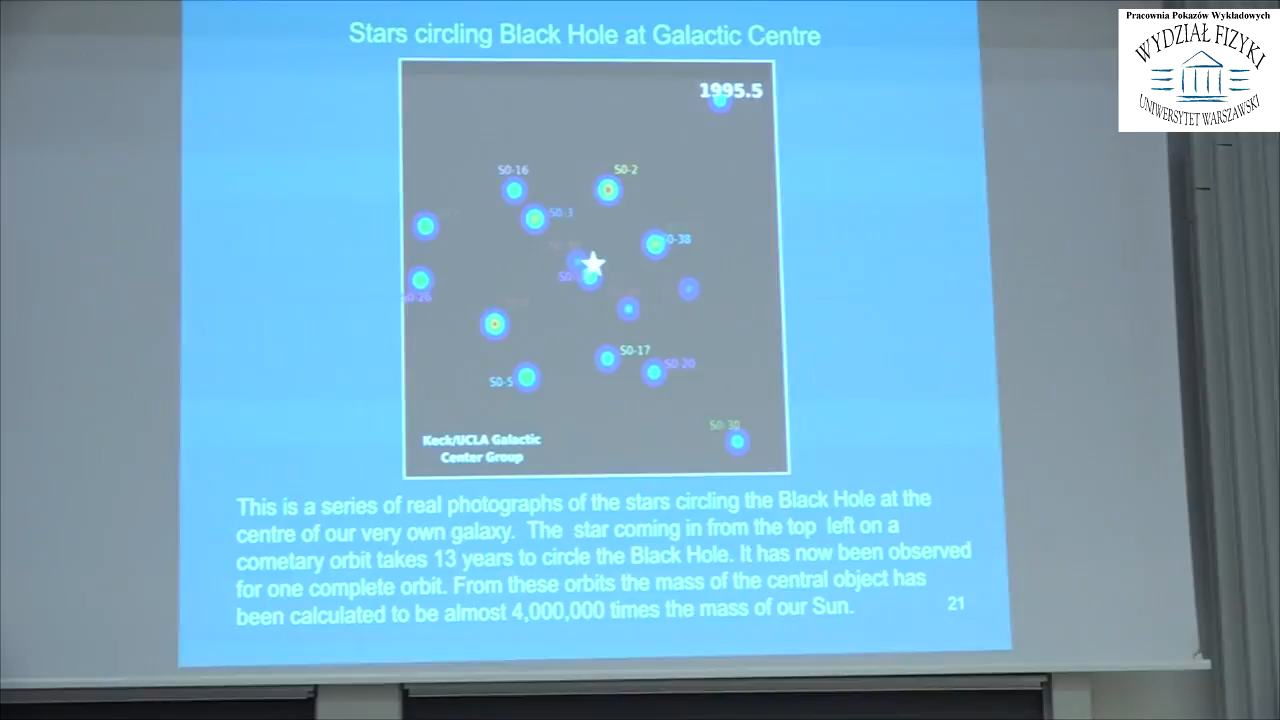 Stars circling Black Hole at Galactic Centre
Pracownia Pokazów Wykładowych
WYDZIAŁ FIZYKI
UNIWERSYTET WARSZAWSKI
1995.5
S0-16
S0-2
S0-3
S0-38
S0-26
S0-17
S0-20
S0-5
S0-30
Keck/UCLA Galactic
Center Group
This is a series of real photographs of the stars circling the Black Hole at the
centre of our very own galaxy. The star coming in from the top left on a
cometary orbit takes 13 years to circle the Black Hole. It has now been observed
for one complete orbit. From these orbits the mass of the central object has
been calculated to be almost 4,000,000 times the mass of our Sun.
21